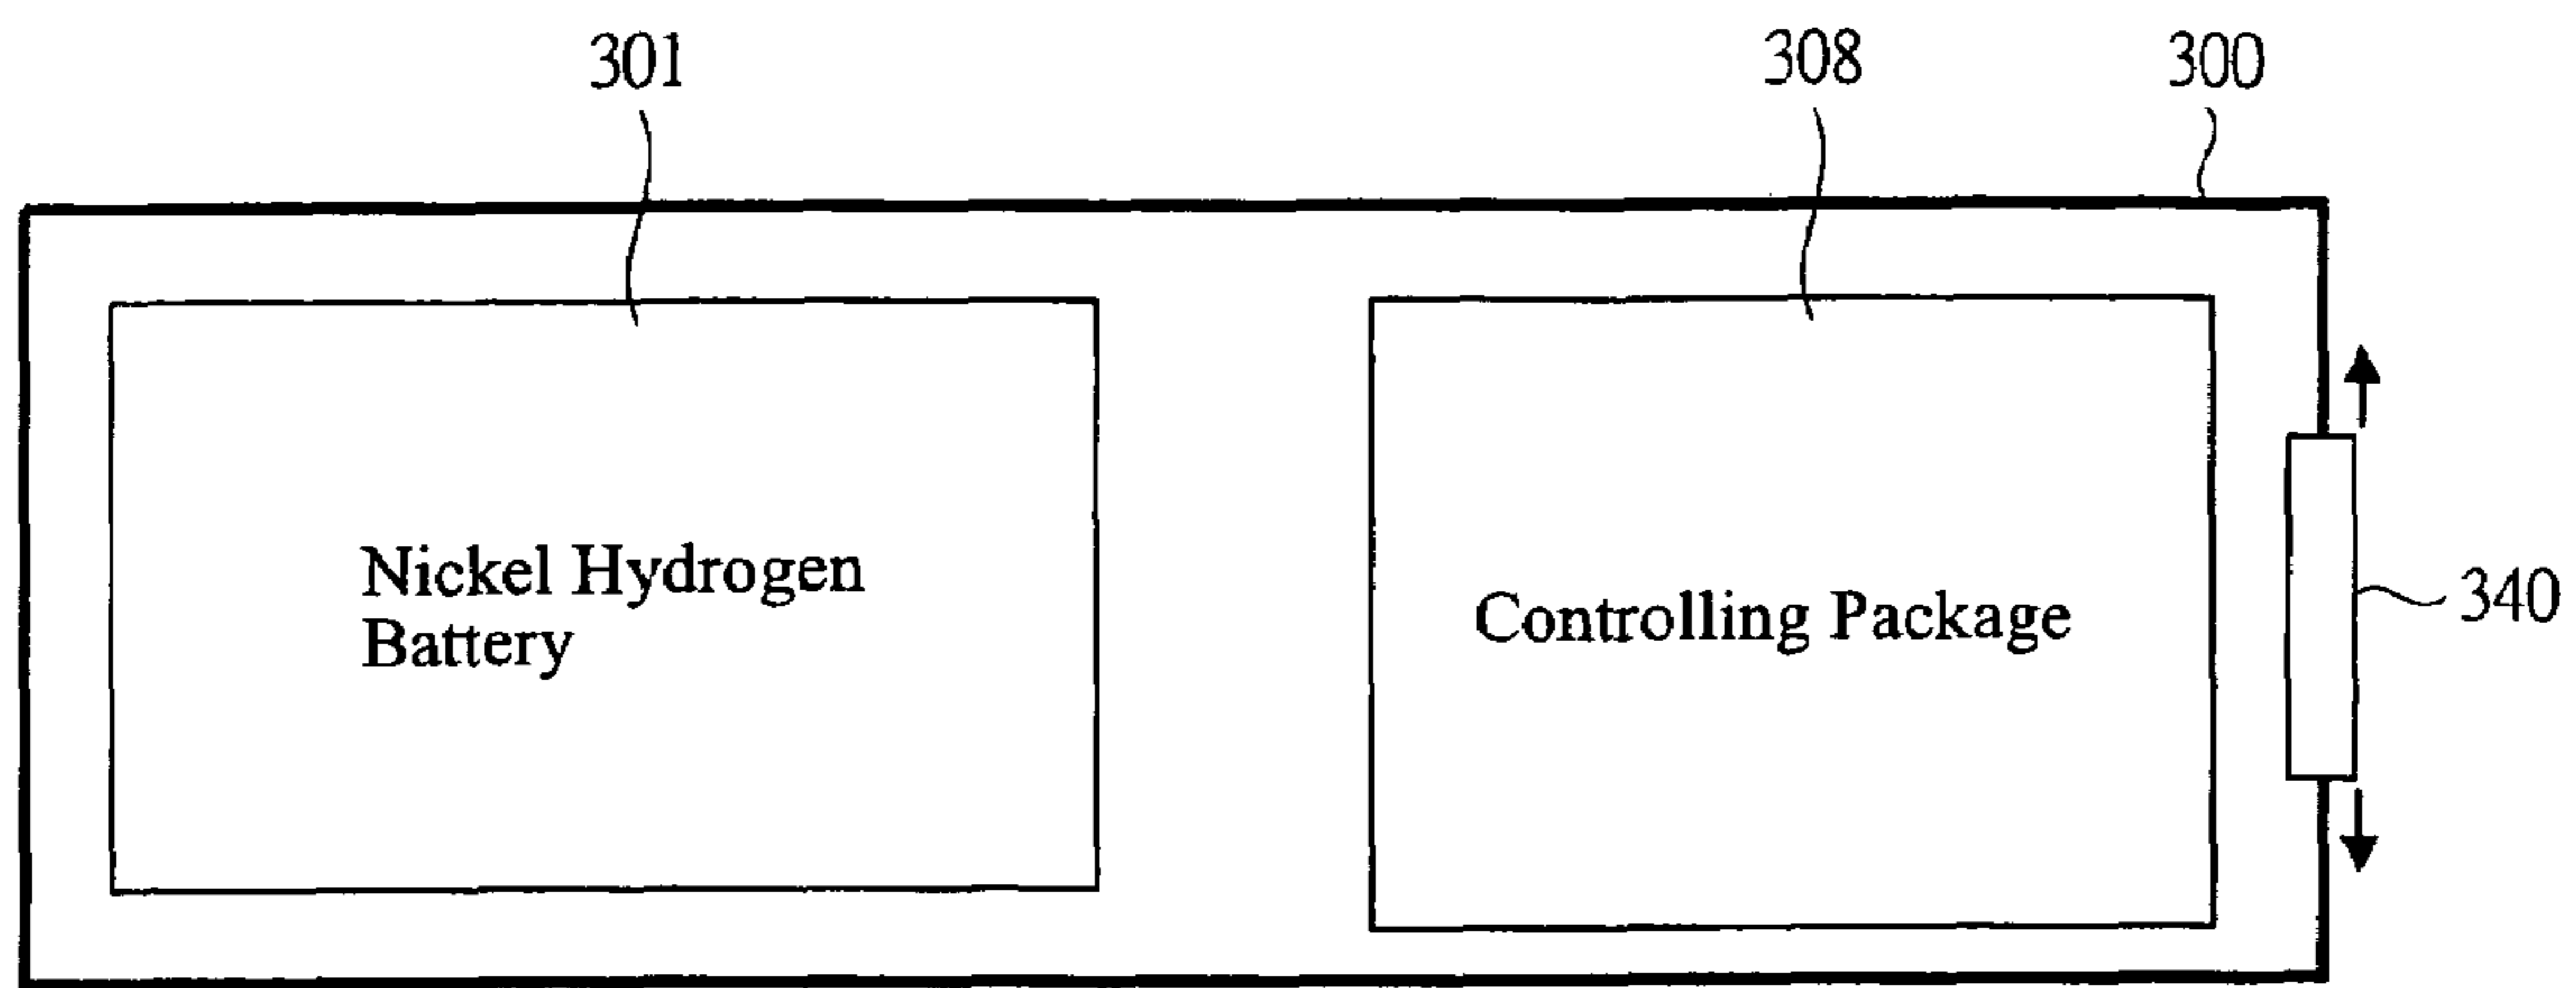 301
308
300
Nickel Hydrogen
Battery
Controlling Package
340